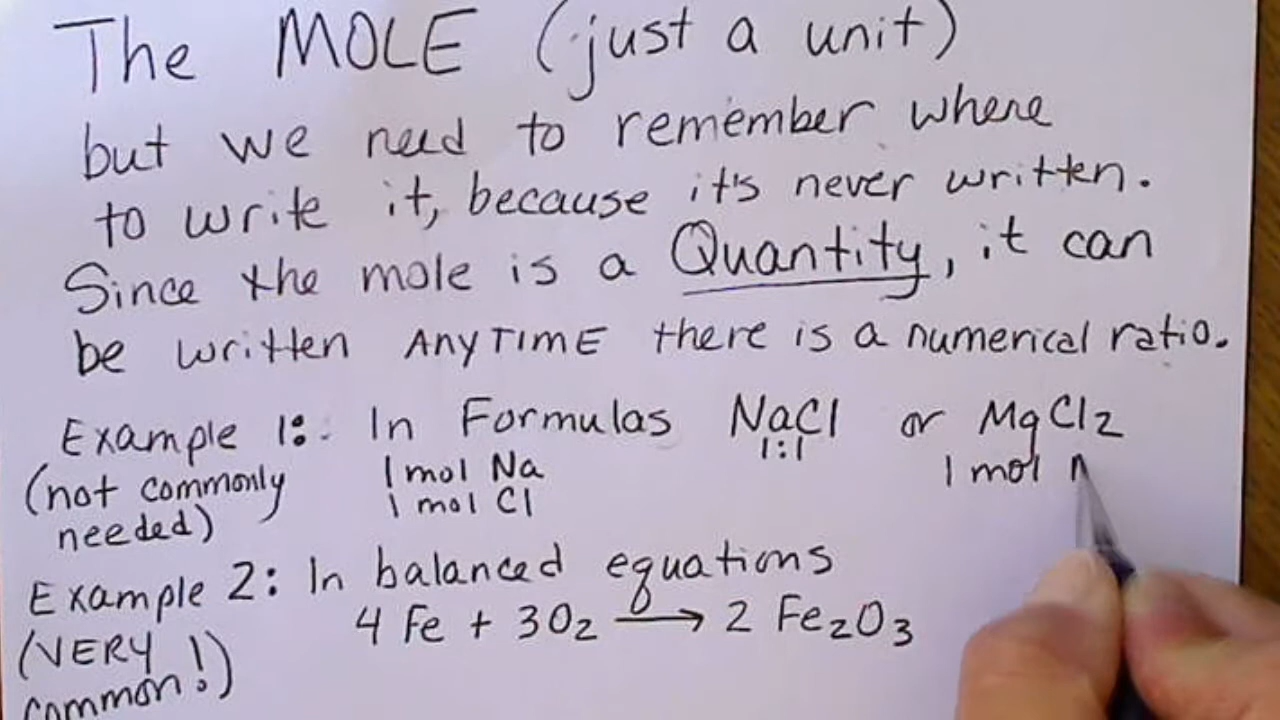 The MOLE (just a unit)
but we need to remember where
to write it, because it's never written.
Since the mole is a Quantity, it can
be written ANYTIME there is a numerical ratio.
Example 1: In Formulas NaCl or MgCl2
(not commonly 1 mol Na 1:1 1 mol
needed) 1 mol Cl
Example 2: In balanced equations
(VERY 4 Fe + 3O2 → 2 Fe2O3
common!)